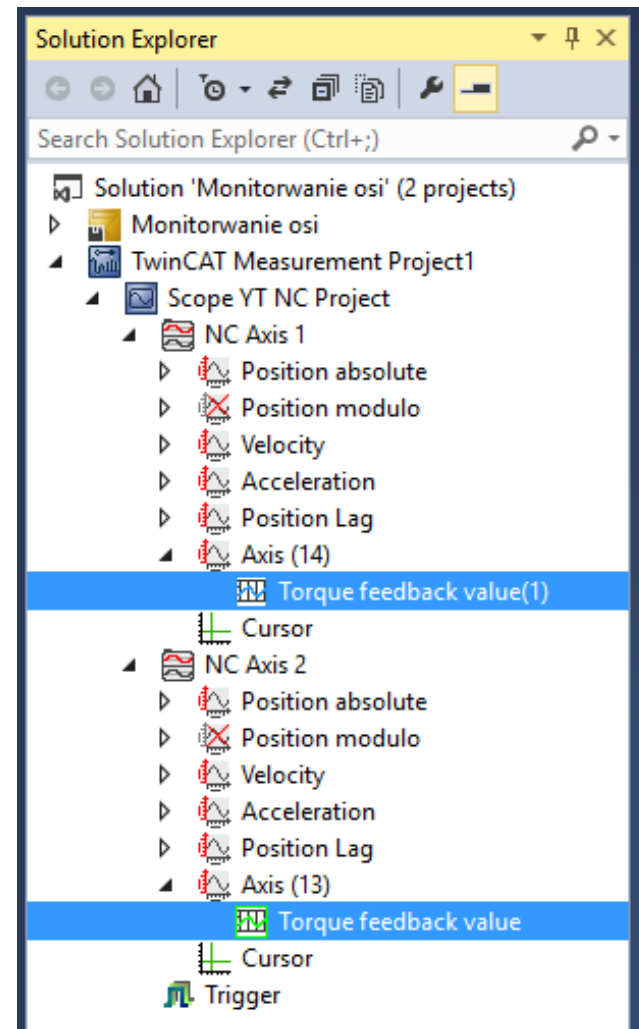 Solution Explorer
Search Solution Explorer (Ctrl+;)
Solution 'Monitorwanie osi' (2 projects)
Monitorwanie osi
TwinCAT Measurement Project1
Scope YT NC Project
NC Axis 1
Position absolute
Position modulo
Velocity
Acceleration
Position Lag
Axis (14)
Torque feedback value(1)
Cursor
NC Axis 2
Position absolute
Position modulo
Velocity
Acceleration
Position Lag
Axis (13)
Torque feedback value
Cursor
Trigger